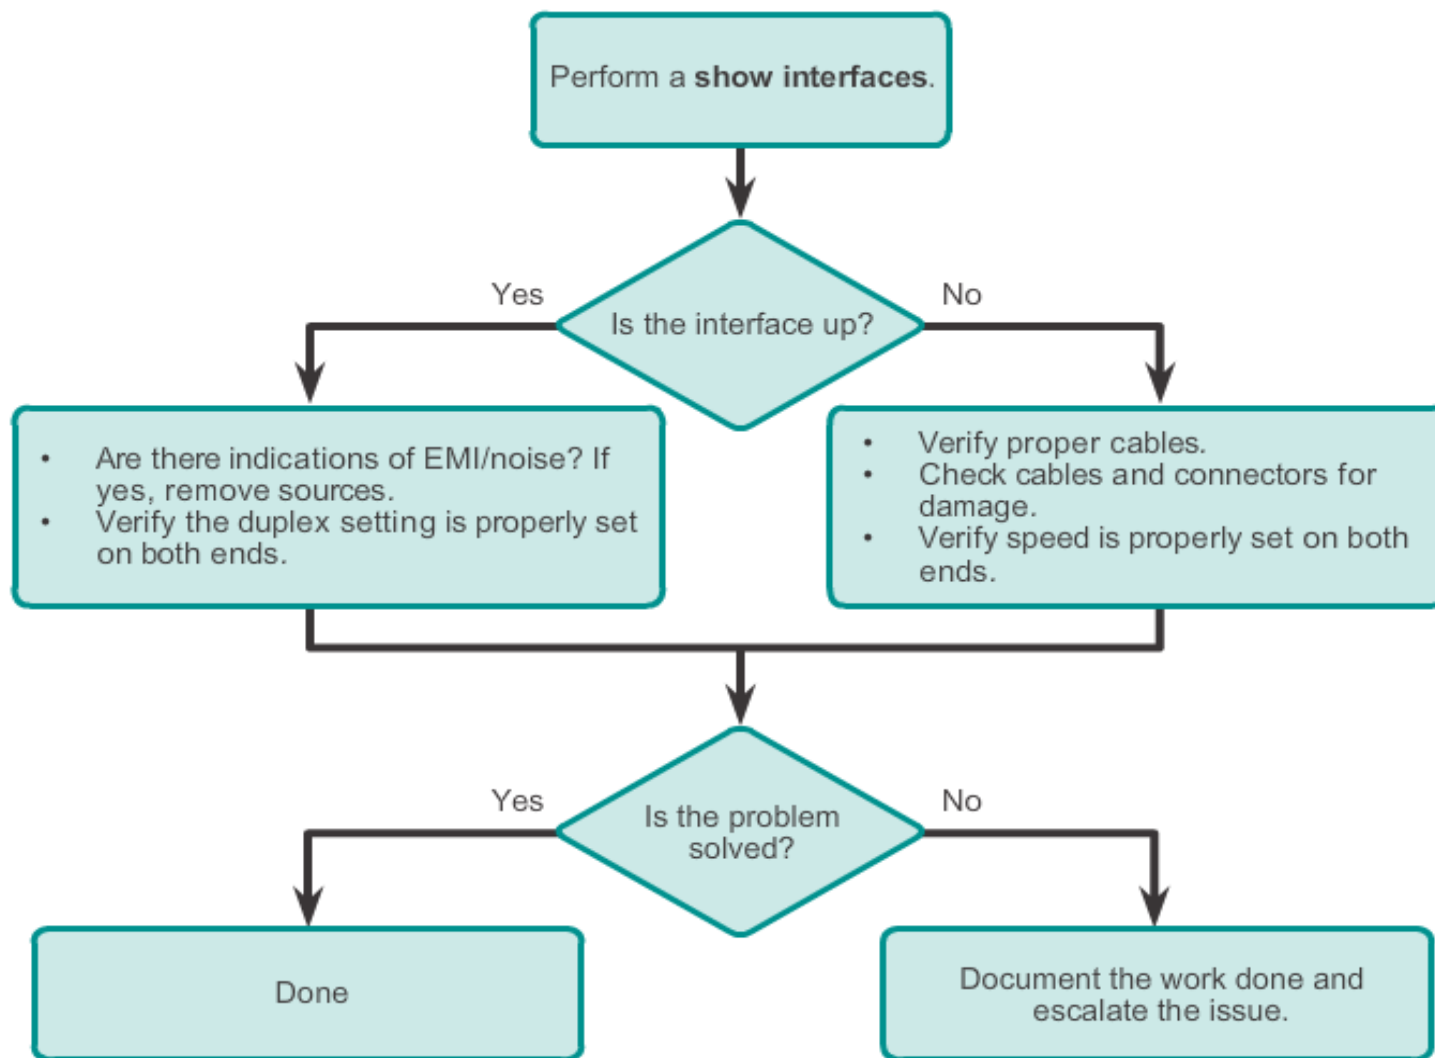 Perform a show interfaces.
Is the interface up?
Yes
No
• Are there indications of EMI/noise? If
yes, remove sources.
• Verify the duplex setting is properly set
on both ends.
• Verify proper cables.
• Check cables and connectors for
damage.
• Verify speed is properly set on both
ends.
Is the problem
solved?
Yes
No
Done
Document the work done and
escalate the issue.